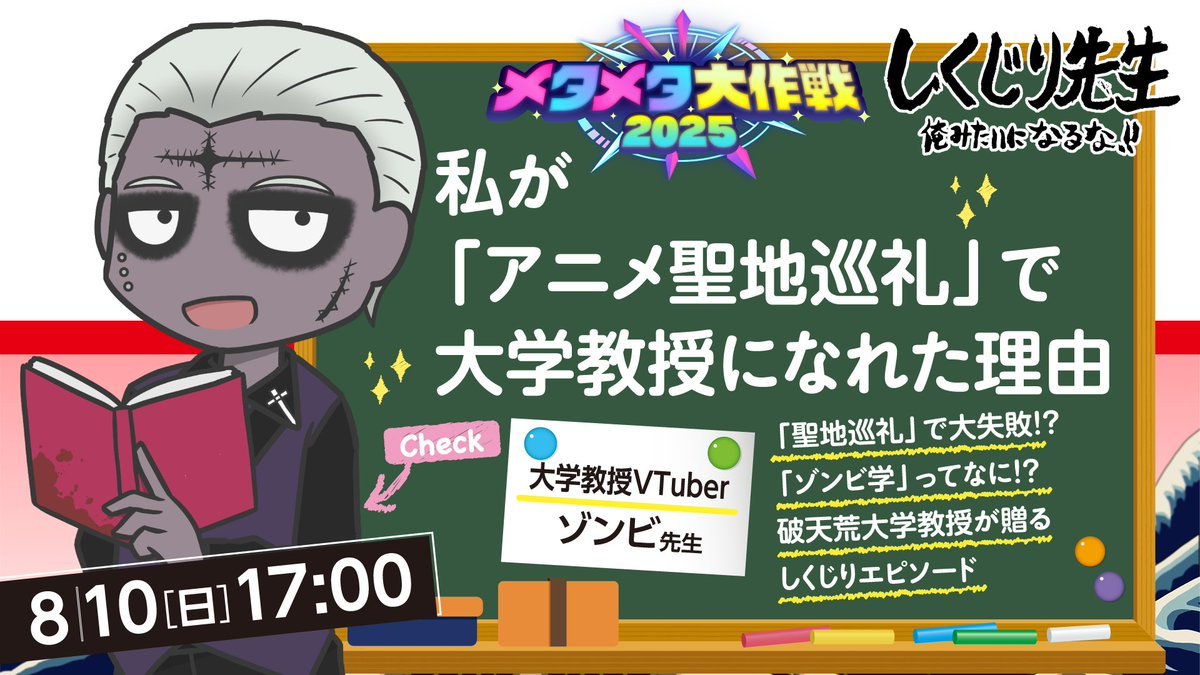 メタメタ大作戦
2025
しくじり先生
俺みたいになるな!!
私が
「アニメ聖地巡礼」で
大学教授になれた理由
Check
大学教授VTuber
ゾンビ先生
「聖地巡礼」で大失敗!?
「ゾンビ学」ってなに!?
破天荒大学教授が贈る
しくじりエピソード
8|10[日]17:00